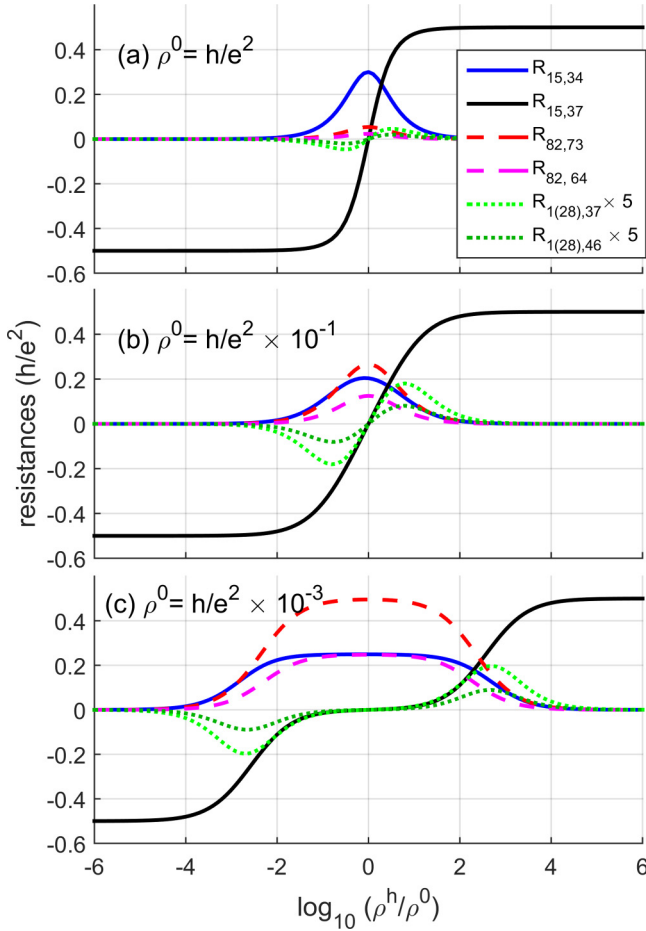 0.4
0.2
0
-0.2
-0.4
-0.6
(a) ρ⁰= h/e²
R15,34
R15,37
R82,73
R82, 64
R1(28),37× 5
R1(28),46 × 5
0.4
0.2
0
-0.2
-0.4
-0.6
(b) ρ⁰= h/e² × 10⁻¹
resistances (h/e²)
0.4
0.2
0
-0.2
-0.4
-0.6
(c) ρ⁰= h/e² × 10⁻³
-6
-4
-2
0
2
4
6
log₁₀ (ρʰ/ρ⁰)